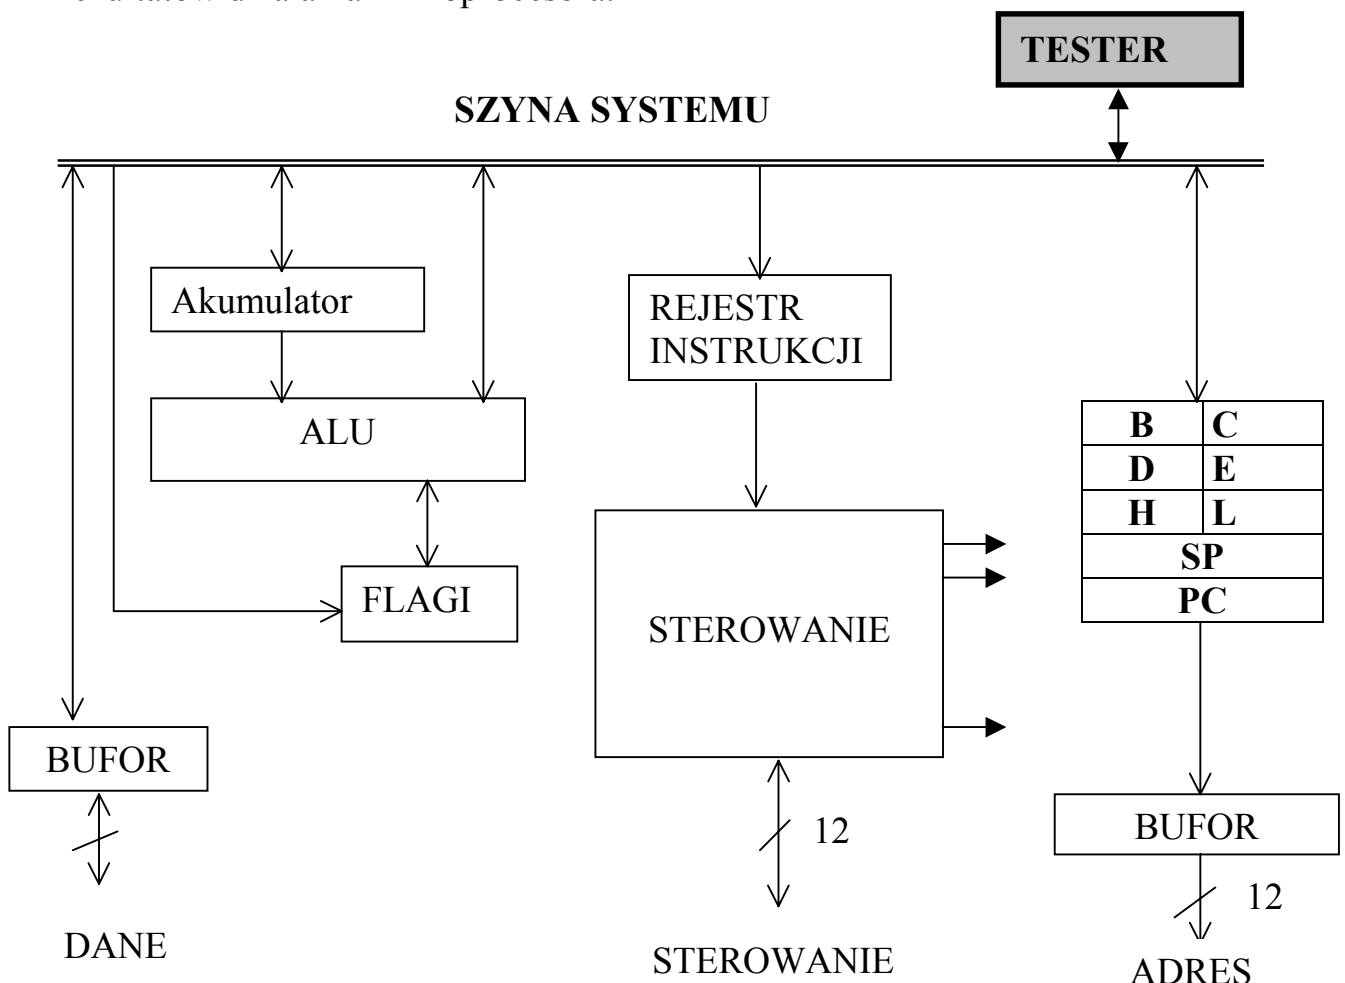 TESTER
SZYNA SYSTEMU
Akumulator
REJESTR
INSTRUKCJI
ALU
B C
D E
H L
SP
PC
FLAGI
STEROWANIE
BUFOR
12
BUFOR
12
DANE
STEROWANIE
ADRES